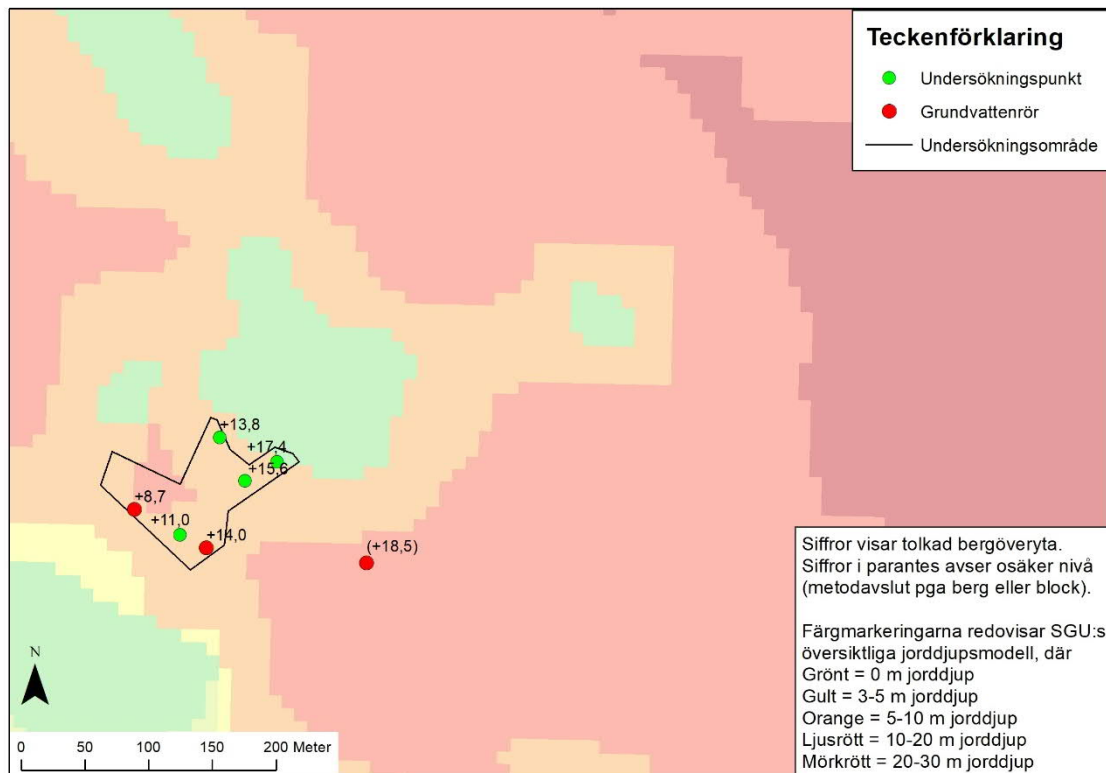 Teckenförklaring
Undersökningspunkt
Grundvattenrör
Undersökningsområde
+13,8
+17,4
+15,6
+8,7
+11,0
+14,0
(+18,5)
Siffror visar tolkad bergöveryta.
Siffror i parantes avser osäker nivå
(metodavslut pga berg eller block).
Färgmarkeringarna redovisar SGU:s
översiktliga jorddjupsmodell, där
Grönt = 0 m jorddjup
Gult = 3-5 m jorddjup
Orange = 5-10 m jorddjup
Ljusrött = 10-20 m jorddjup
Mörkrött = 20-30 m jorddjup
N
0 50 100 150 200 Meter